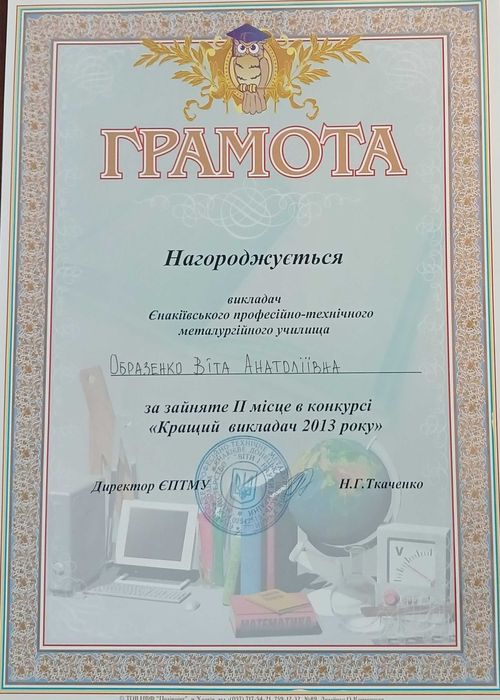 ГРАМОТА
Нагороджується
викладач
Єнакіївського професійно-технічного
металургійного училища
Образенко Віта Анатоліївна
за зайняте ІІ місце в конкурсі
«Кращий викладач 2013 року»
Директор ЄПТМУ
Н.Г.Ткаченко
V
МАТЕМАТИКА